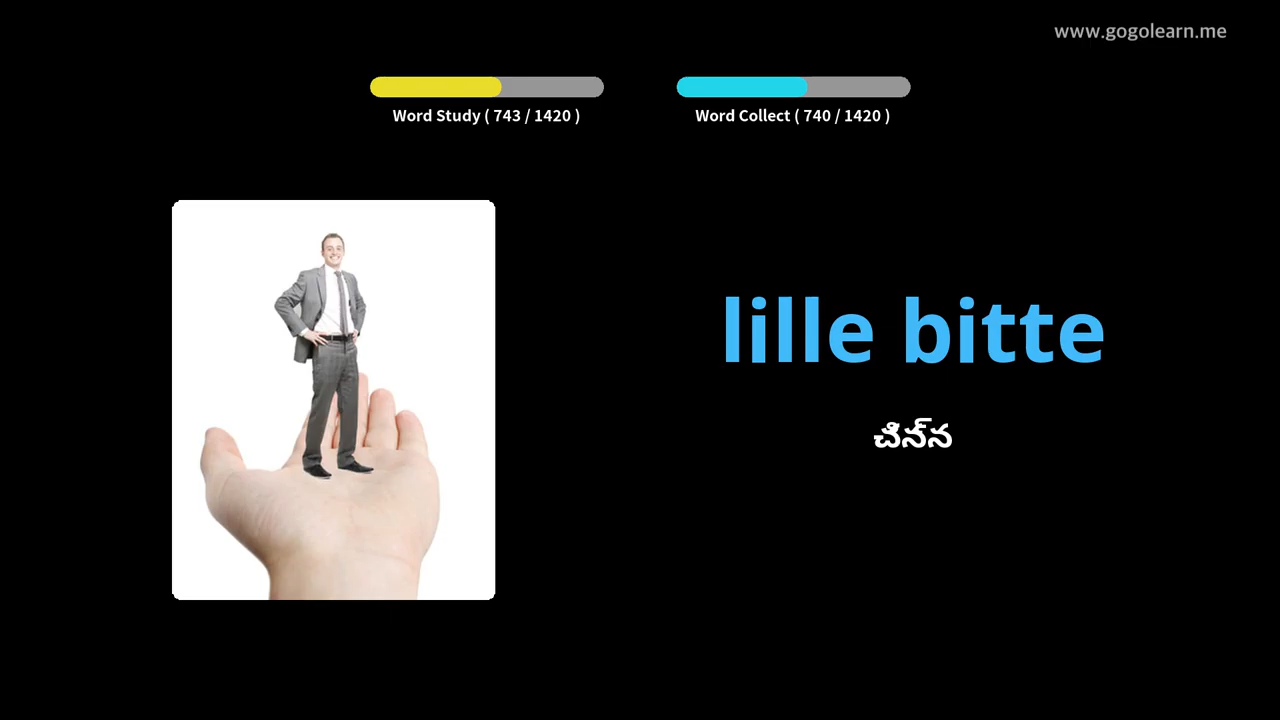 www.gogolearn.me
Word Study ( 743 / 1420 )
Word Collect ( 740 / 1420 )
lille bitte
చిన్‌న